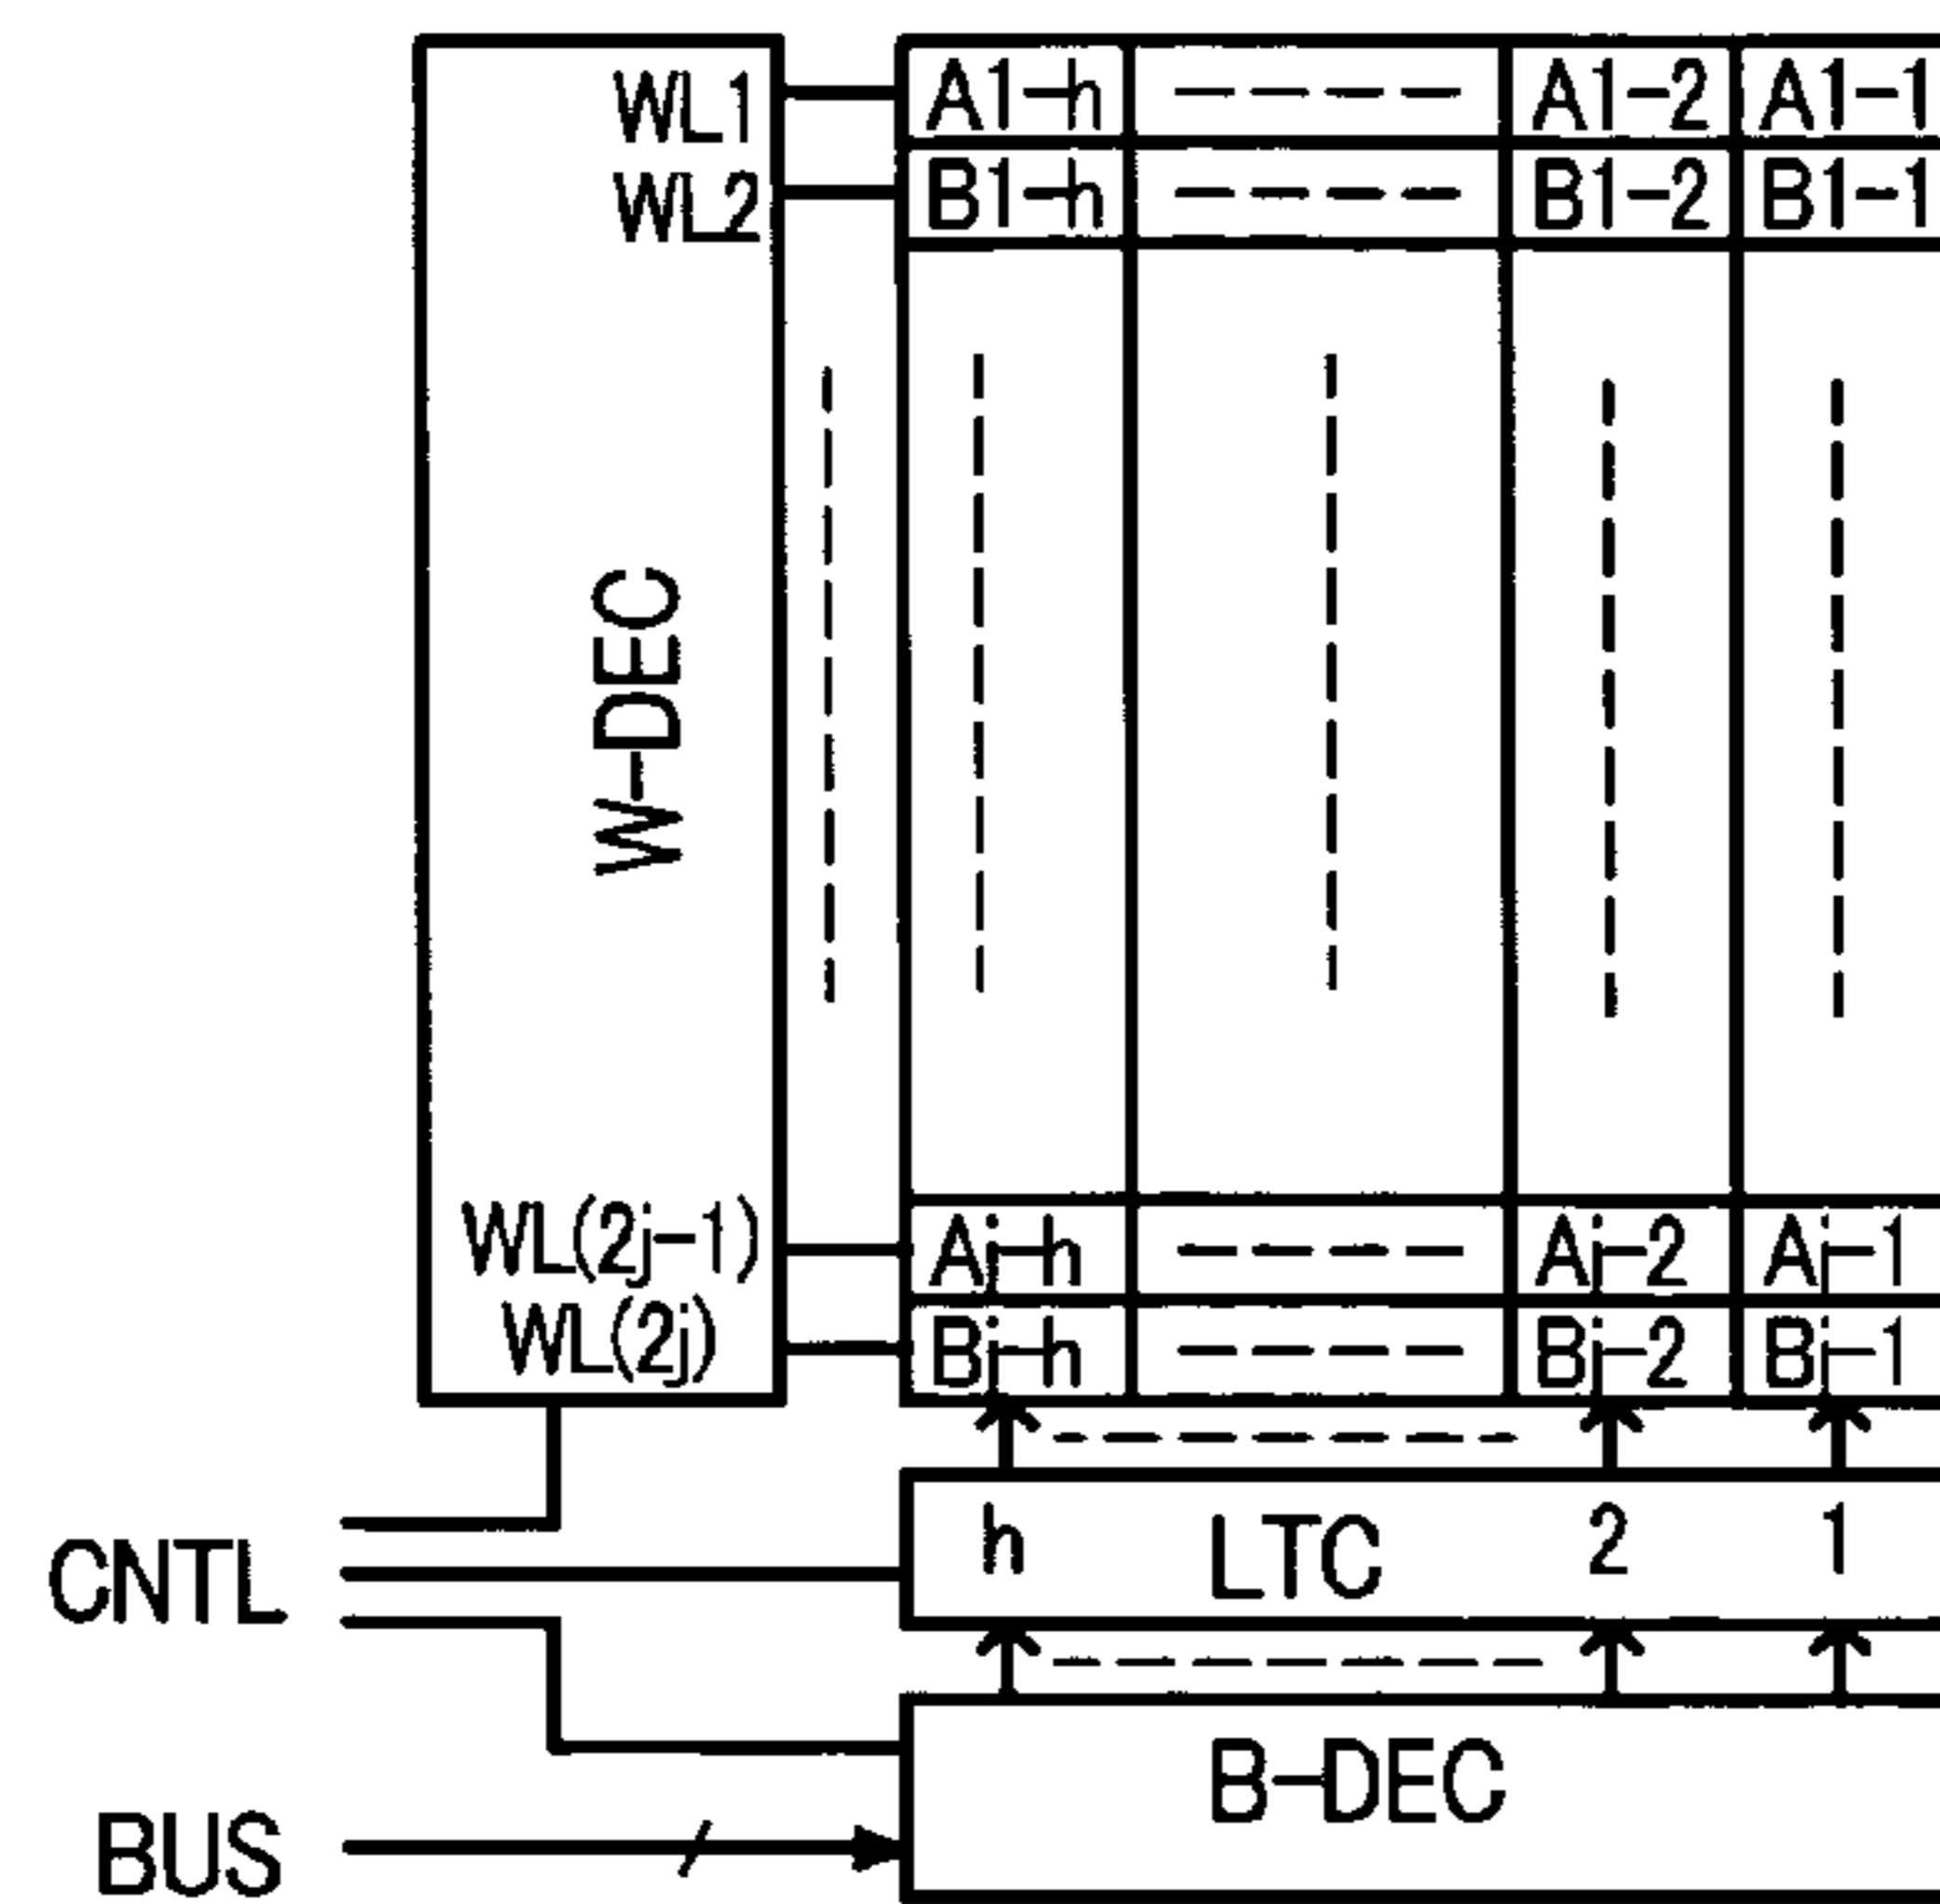 WL1 A1-h A1-2 A1-1
WL2 B1-h B1-2 B1-1
W-DEC
WL(2j-1) Aj-h Aj-2 Aj-1
WL(2j) Bj-h Bj-2 Bj-1
CNTL h LTC 2 1
B-DEC
BUS